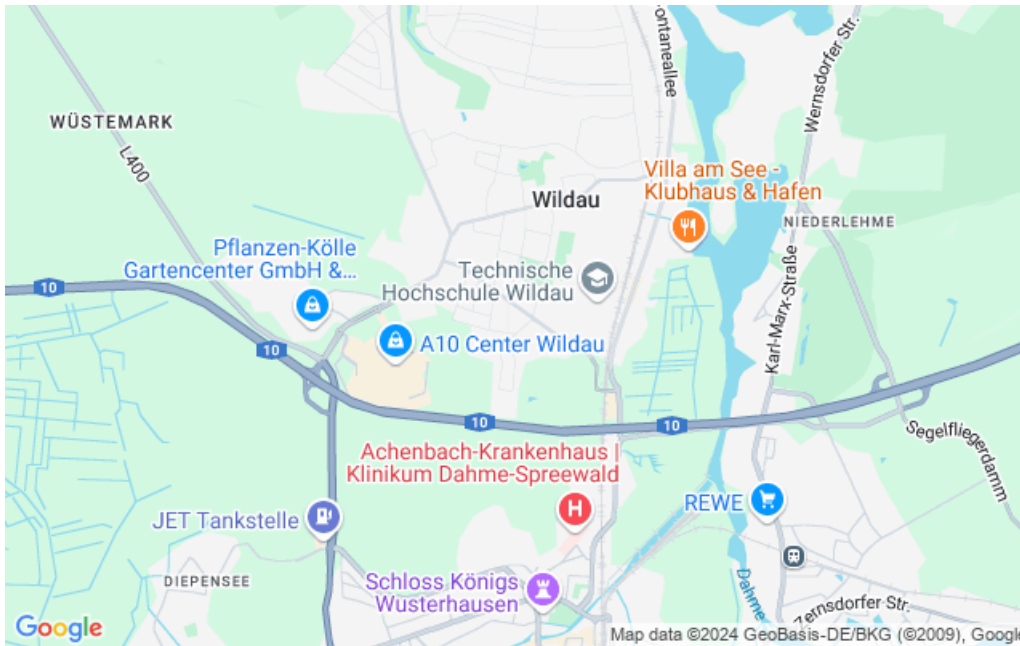 Fontaneallee
Wernsdorfer Str.
WÜSTEMARK
L400
Villa am See -
Klubhaus & Hafen
Wildau
NIEDERLEHME
Pflanzen-Kölle
Gartencenter GmbH &...
Technische
Hochschule Wildau
10
Karl-Marx-Straße
10
A10 Center Wildau
10
10
Segelfliegerdamm
Achenbach-Krankenhaus |
Klinikum Dahme-Spreewald
H
REWE
JET Tankstelle
DIEPENSEE
Schloss Königs
Wusterhausen
Dahme
Zernsdorfer Str.
Google
Map data ©2024 GeoBasis-DE/BKG (©2009), Google